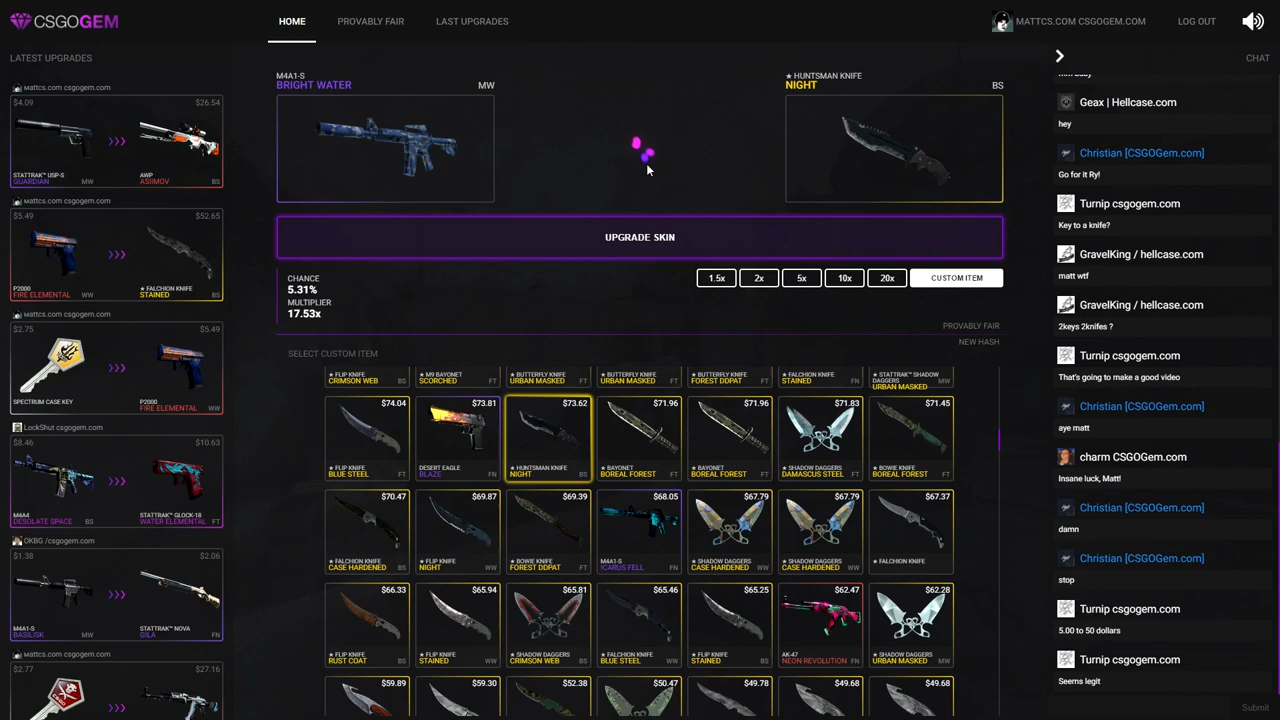 CSGOGEM
HOME
PROVABLY FAIR
LAST UPGRADES
MATTCS.COM CSGOGEM.COM
LOG OUT
LATEST UPGRADES
mattcs.com csgogem.com
$4.09
$26.54
STATTRAK™ USP-S
GUARDIAN
MW
AWP
ASIIMOV
BS
mattcs.com csgogem.com
$5.49
$52.65
P2000
FIRE ELEMENTAL
WW
★ FALCHION KNIFE
STAINED
BS
mattcs.com csgogem.com
$2.75
$5.49
SPECTRUM CASE KEY
P2000
FIRE ELEMENTAL
WW
LockShut csgogem.com
$8.46
$10.63
M4A4
DESOLATE SPACE
BS
STATTRAK™ GLOCK-18
WATER ELEMENTAL
FT
OKBG /csgogem.com
$1.38
$2.06
M4A1-S
BASILISK
MW
STATTRAK™ NOVA
GILA
FN
mattcs.com csgogem.com
$2.77
$27.16
M4A1-S
BRIGHT WATER
MW
★ HUNTSMAN KNIFE
NIGHT
BS
UPGRADE SKIN
CHANCE
5.31%
MULTIPLIER
17.53x
1.5x
2x
5x
10x
20x
CUSTOM ITEM
PROVABLY FAIR
NEW HASH
SELECT CUSTOM ITEM
★ FLIP KNIFE
CRIMSON WEB
BS
★ M9 BAYONET
SCORCHED
FT
★ BUTTERFLY KNIFE
URBAN MASKED
FT
★ BUTTERFLY KNIFE
URBAN MASKED
FT
★ BUTTERFLY KNIFE
FOREST DDPAT
FT
★ FALCHION KNIFE
STAINED
FN
★ STATTRAK™ SHADOW
DAGGERS
URBAN MASKED
WW
$74.04
★ FLIP KNIFE
BLUE STEEL
FT
$73.81
DESERT EAGLE
BLAZE
FN
$73.62
★ HUNTSMAN KNIFE
NIGHT
BS
$71.96
★ BAYONET
BOREAL FOREST
FT
$71.96
★ BAYONET
BOREAL FOREST
FT
$71.83
★ SHADOW DAGGERS
DAMASCUS STEEL
FT
$71.45
★ BOWIE KNIFE
BOREAL FOREST
FT
$70.47
★ FALCHION KNIFE
CASE HARDENED
BS
$69.87
★ FLIP KNIFE
NIGHT
WW
$69.39
★ BOWIE KNIFE
FOREST DDPAT
FT
$68.05
M4A1-S
ICARUS FELL
FN
$67.79
★ SHADOW DAGGERS
CASE HARDENED
WW
$67.79
★ SHADOW DAGGERS
CASE HARDENED
WW
$67.37
★ FALCHION KNIFE
$66.33
★ FLIP KNIFE
RUST COAT
BS
$65.94
★ FLIP KNIFE
STAINED
WW
$65.81
★ SHADOW DAGGERS
CRIMSON WEB
BS
$65.46
★ FALCHION KNIFE
BLUE STEEL
WW
$65.25
★ FLIP KNIFE
STAINED
BS
$62.47
AK-47
NEON REVOLUTION
FN
$62.28
★ SHADOW DAGGERS
URBAN MASKED
MW
$59.89
$59.30
$52.38
$50.47
$49.78
$49.68
$49.68
CHAT
Geax | Hellcase.com
hey
Christian [CSGOGem.com]
Go for it Ry!
Turnip csgogem.com
Key to a knife?
GravelKing / hellcase.com
matt wtf
GravelKing / hellcase.com
2keys 2knifes ?
Turnip csgogem.com
That's going to make a good video
Christian [CSGOGem.com]
aye matt
charm CSGOGem.com
Insane luck, Matt!
Christian [CSGOGem.com]
damn
Christian [CSGOGem.com]
stop
Turnip csgogem.com
5.00 to 50 dollars
Turnip csgogem.com
Seems legit
Submit